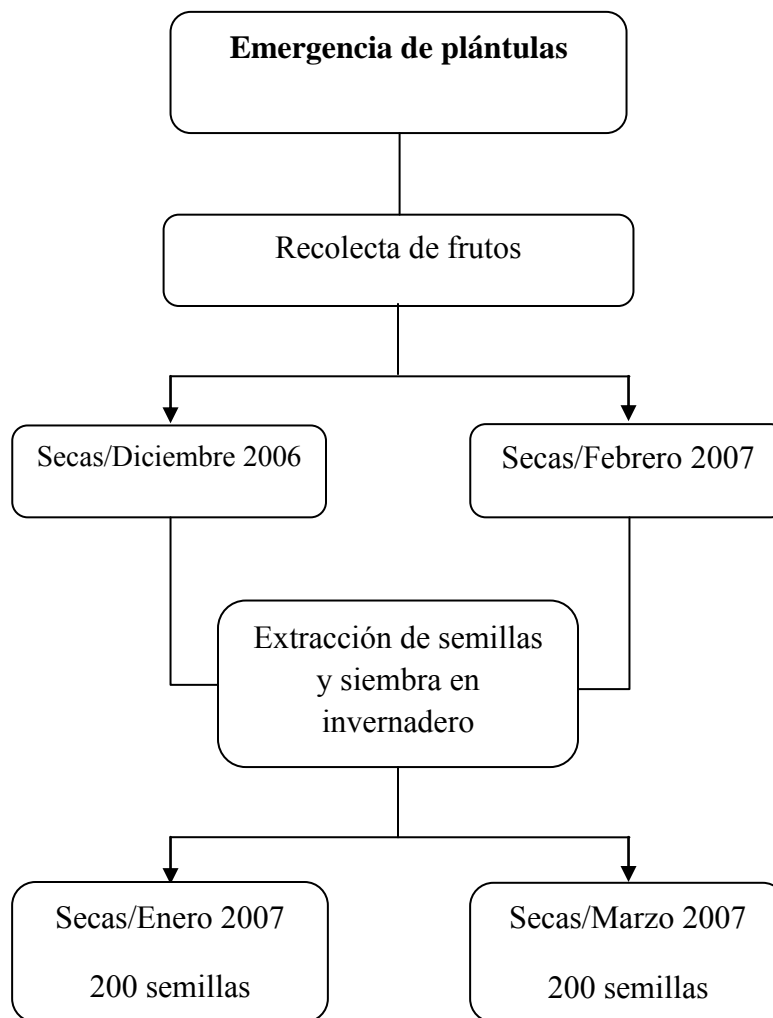 Emergencia de plántulas
Recolecta de frutos
Secas/Diciembre 2006
Secas/Febrero 2007
Extracción de semillas
y siembra en
invernadero
Secas/Enero 2007
200 semillas
Secas/Marzo 2007
200 semillas